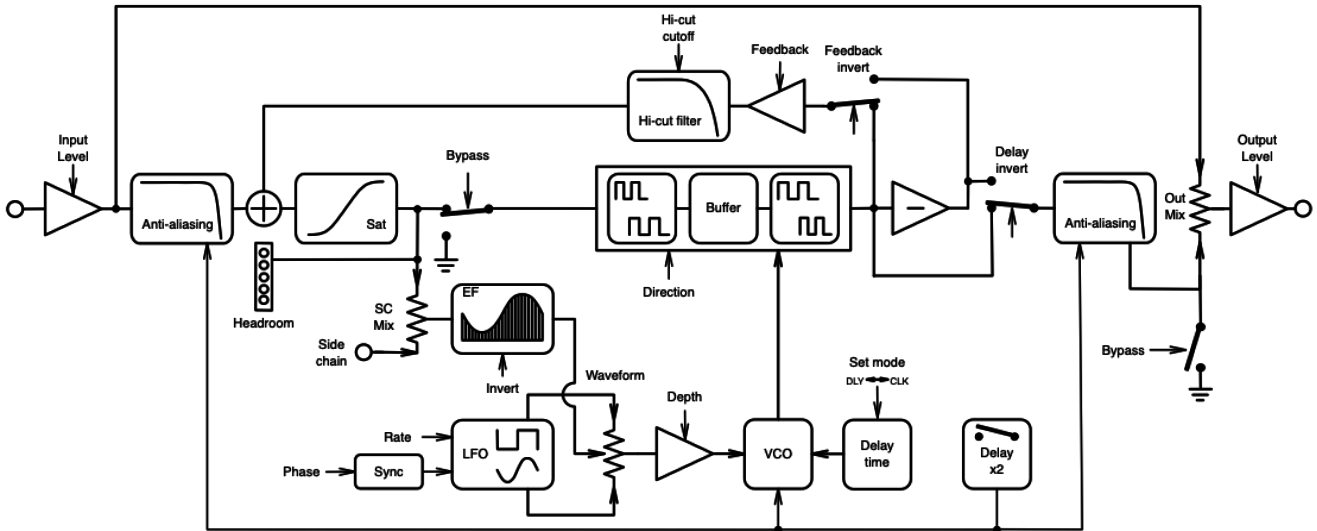 Hi-cut
cutoff
Feedback
Feedback
invert
Hi-cut filter
Input
Level
Bypass
Delay
invert
Output
Level
Anti-aliasing
Sat
Buffer
Anti-aliasing
Out
Mix
Direction
Headroom
SC
Mix
EF
Side
chain
Invert
Waveform
Set mode
DLY CLK
Bypass
Depth
Rate
LFO
Phase
Sync
VCO
Delay
time
Delay
x2